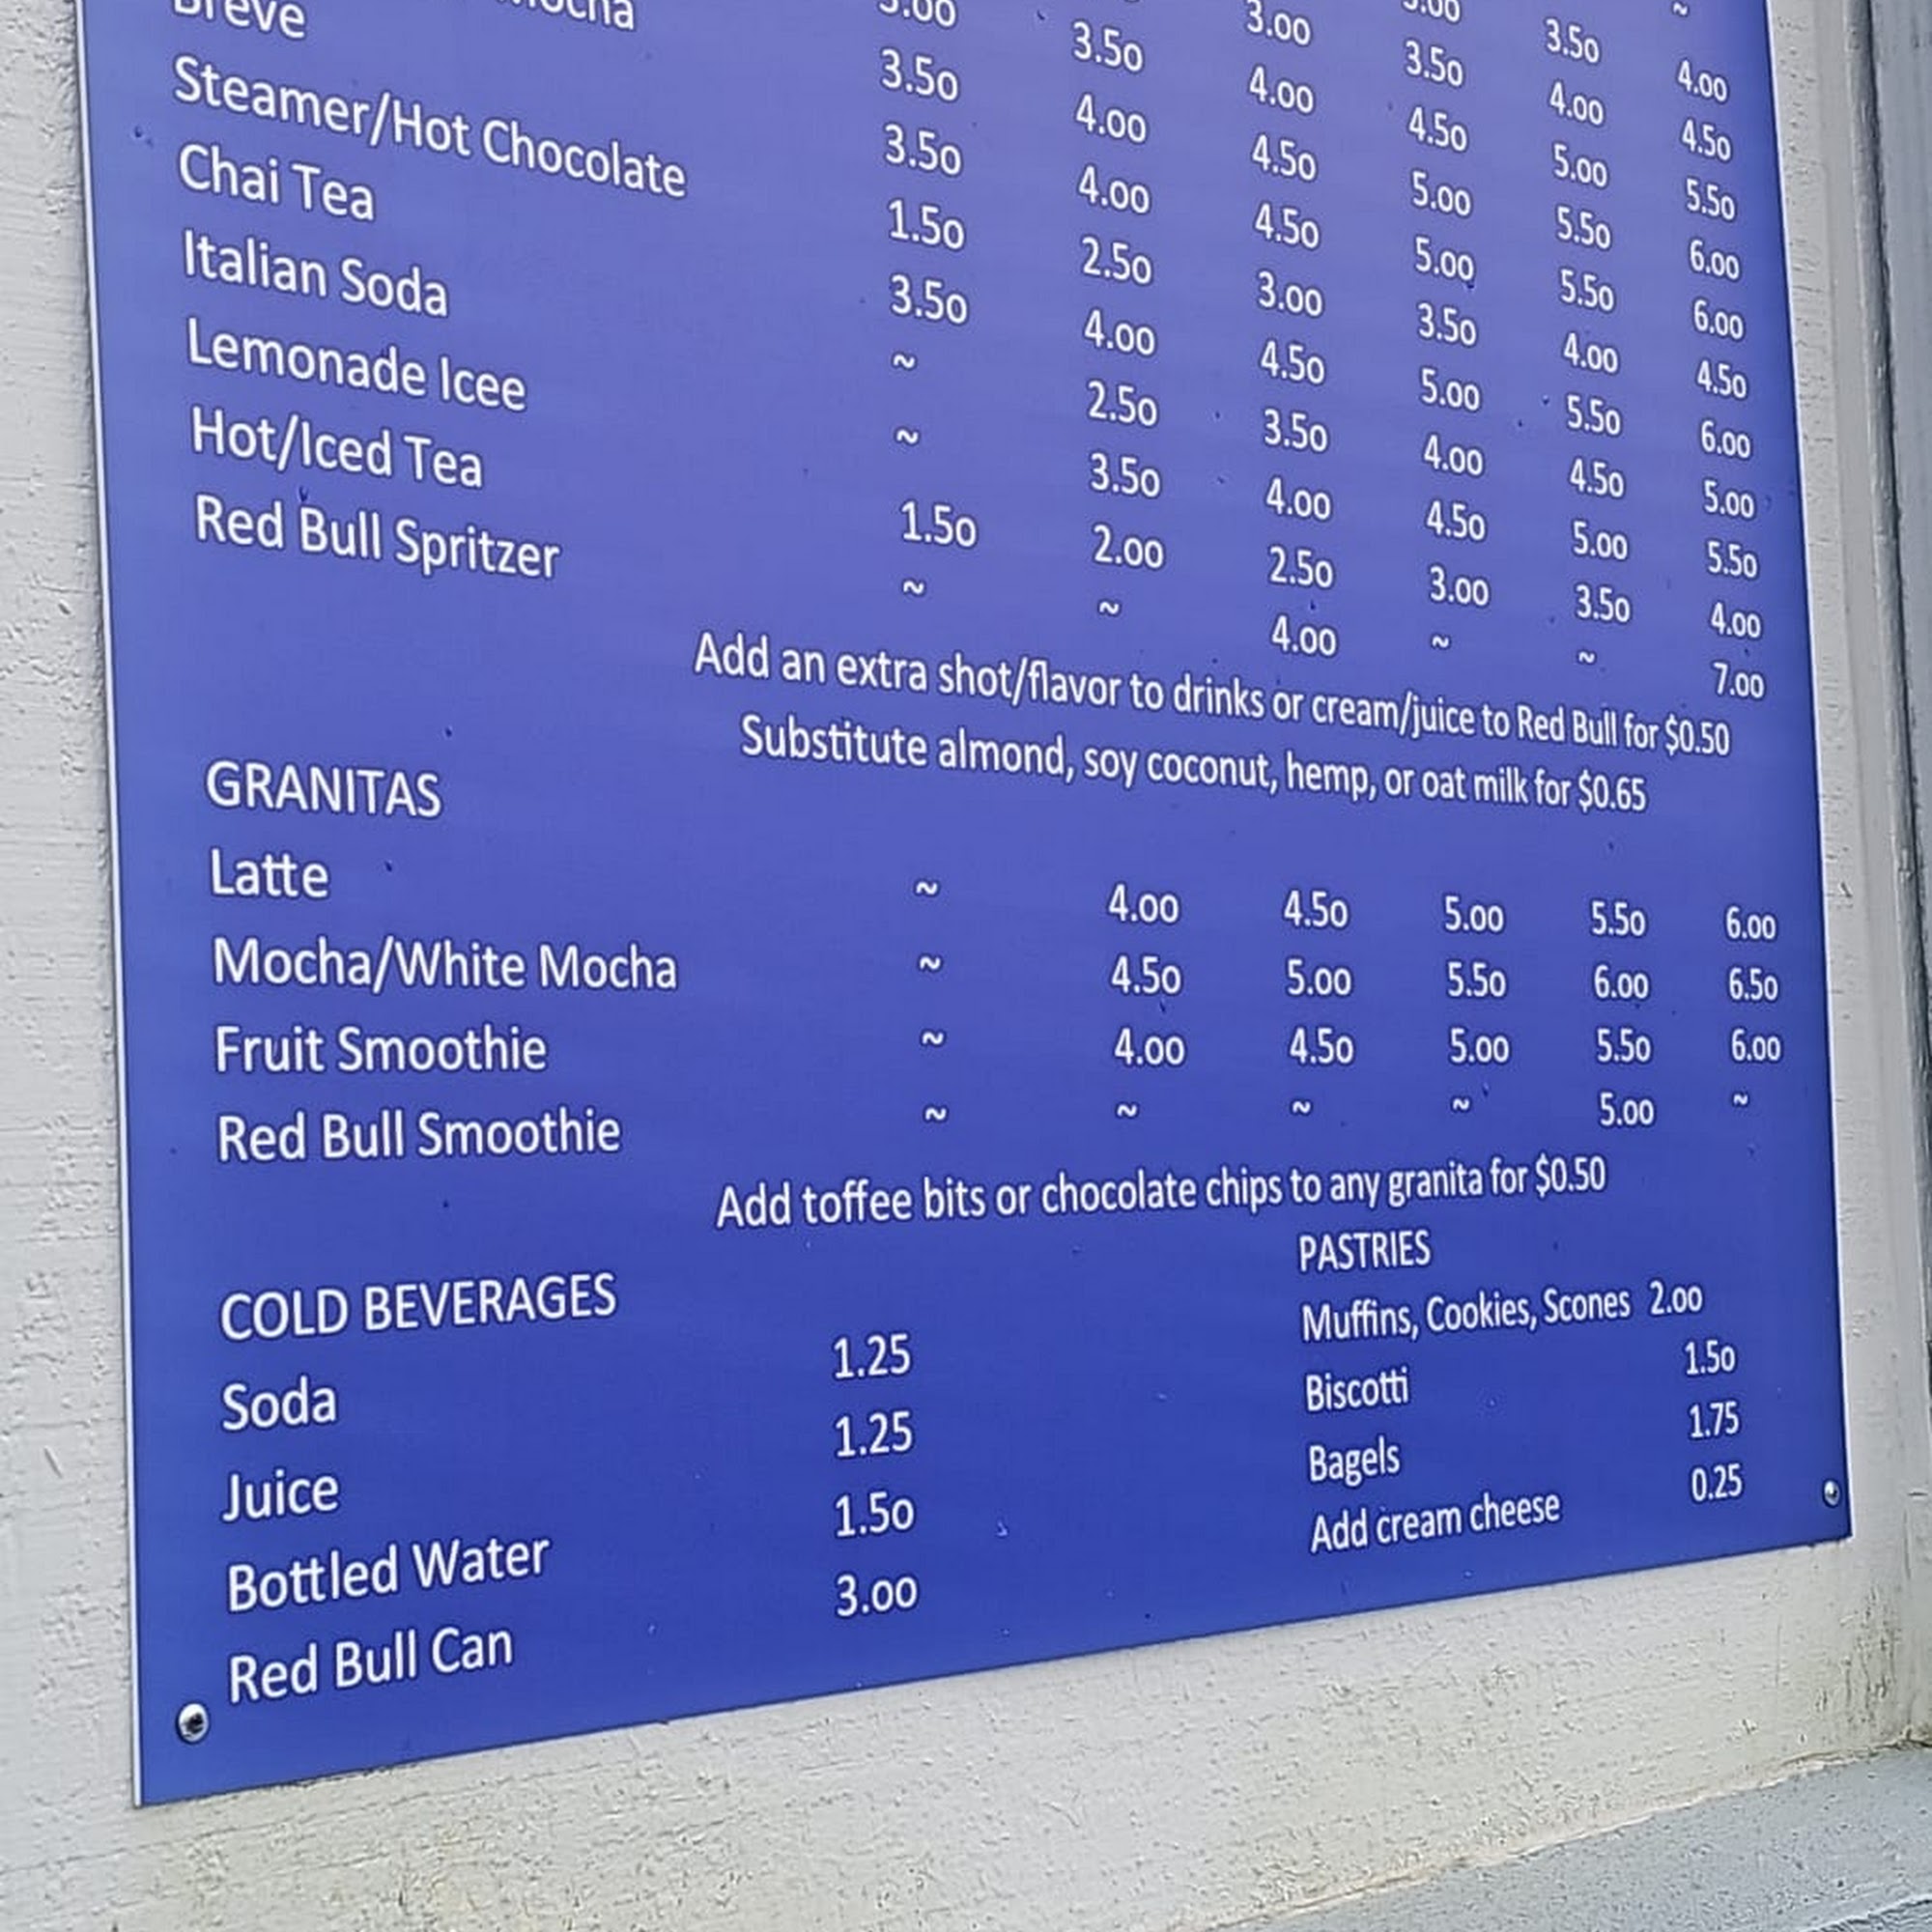 3.50 4.00
3.00 3.50 4.00 4.50
3.50 4.00 4.50 5.00 5.50
3.50 4.00 4.50 5.00 5.50 6.00
Breve 3.50 4.00 4.50 5.00 5.50 6.00
Steamer/Hot Chocolate 1.50 2.50 3.00 3.50 4.00 4.50
Chai Tea 3.50 4.00 4.50 5.00 5.50 6.00
Italian Soda ~ 2.50 3.50 4.00 4.50 5.00
Lemonade Icee ~ 3.50 4.00 4.50 5.00 5.50
Hot/Iced Tea 1.50 2.00 2.50 3.00 3.50 4.00
Red Bull Spritzer ~ ~ 4.00 ~ ~ 7.00
Add an extra shot/flavor to drinks or cream/juice to Red Bull for $0.50
Substitute almond, soy coconut, hemp, or oat milk for $0.65
GRANITAS
Latte ~ 4.00 4.50 5.00 5.50 6.00
Mocha/White Mocha ~ 4.50 5.00 5.50 6.00 6.50
Fruit Smoothie ~ 4.00 4.50 5.00 5.50 6.00
Red Bull Smoothie ~ ~ ~ ~ 5.00 ~
Add toffee bits or chocolate chips to any granita for $0.50
COLD BEVERAGES
Soda 1.25
Juice 1.25
Bottled Water 1.50
Red Bull Can 3.00
PASTRIES
Muffins, Cookies, Scones 2.00
Biscotti 1.50
Bagels 1.75
Add cream cheese 0.25